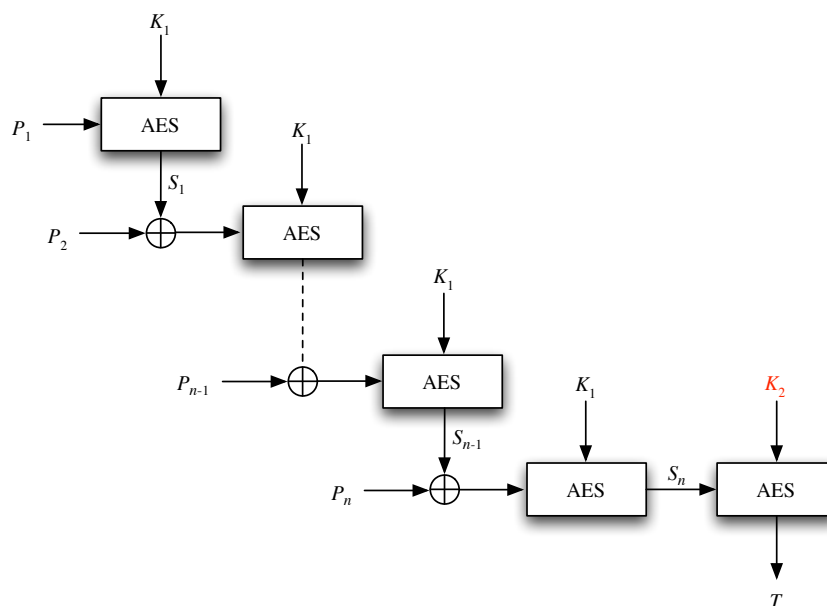 K₁
P₁
AES
K₁
S₁
P₂
AES
K₁
Pₙ₋₁
AES
K₁
K₂
Sₙ₋₁
Pₙ
AES
Sₙ
AES
T